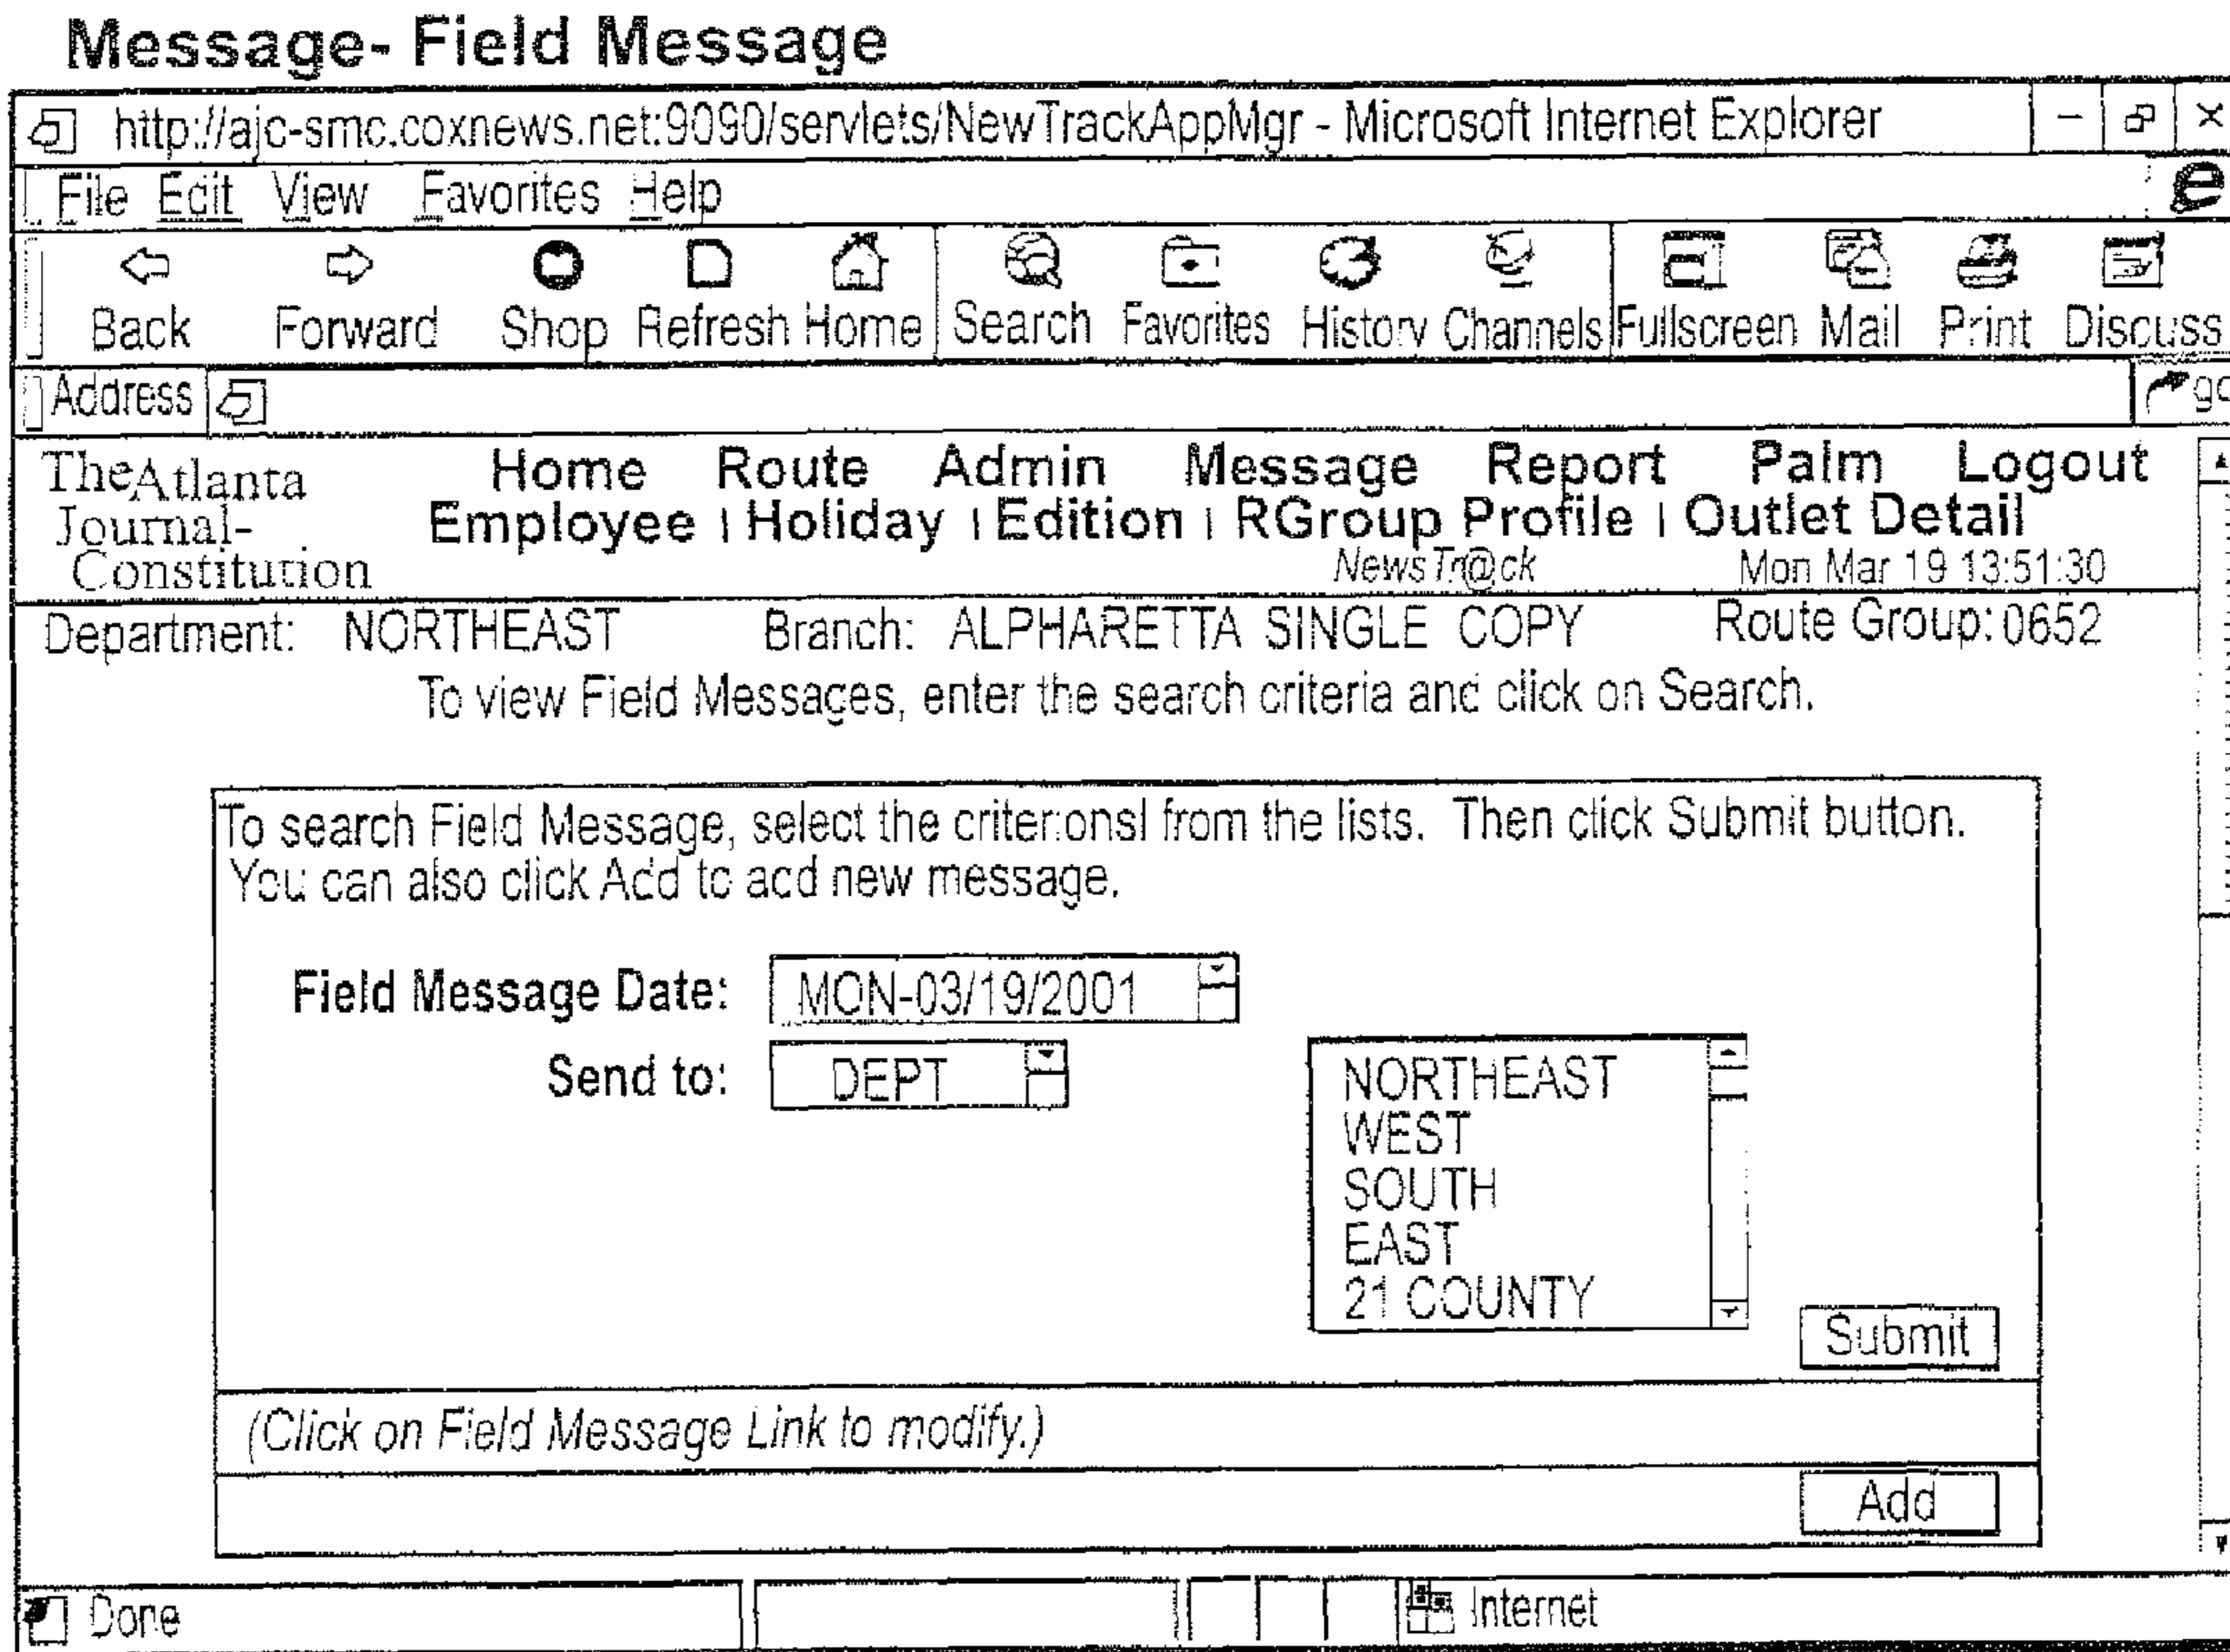 Message- Field Message
http://ajc-smc.coxnews.net:9090/servlets/NewTrackAppMgr - Microsoft Internet Explorer
File Edit View Favorites Help
Back Forward Shop Refresh Home Search Favorites History Channels Fullscreen Mail Print Discuss
Address go
The Atlanta
Journal-
Constitution
Home Route Admin Message Report Palm Logout
Employee | Holiday | Edition | RGroup Profile | Outlet Detail
NewsTr@ck Mon Mar 19 13:51:30
Department: NORTHEAST Branch: ALPHARETTA SINGLE COPY Route Group: 0652
To view Field Messages, enter the search criteria and click on Search.
To search Field Message, select the criterionsl from the lists. Then click Submit button.
You can also click Add to add new message.
Field Message Date: MON-03/19/2001
Send to: DEPT
NORTHEAST
WEST
SOUTH
EAST
21 COUNTY
Submit
(Click on Field Message Link to modify.)
Add
Done Internet